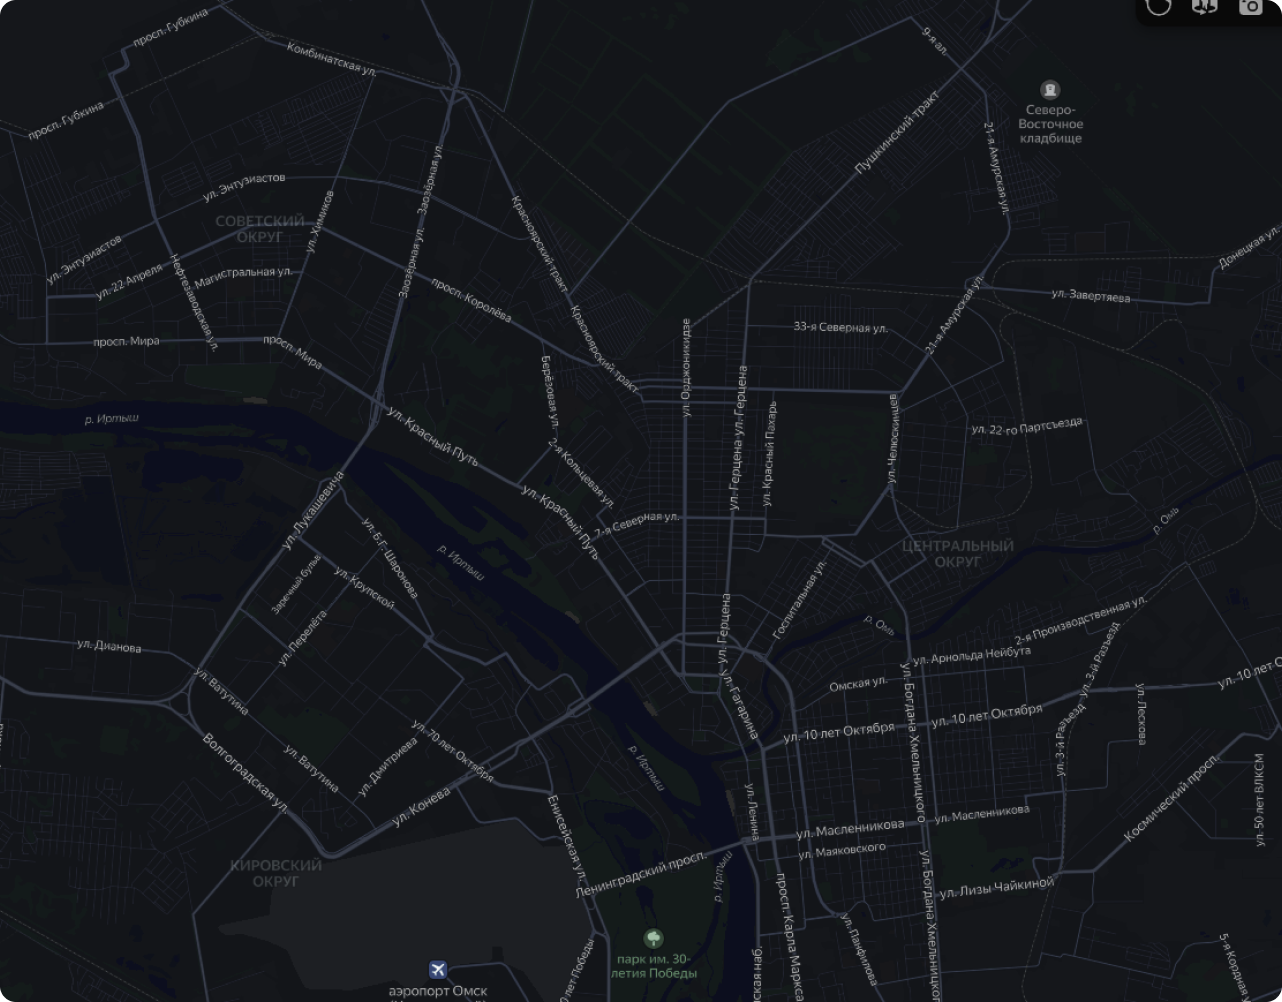 просп. Губкина
9-я ал.
Комбинатская ул.
Северо-
Восточное
кладбище
просп. Губкина
Пушкинский тракт
21-я Амурская ул.
Заозёрная ул.
ул. Энтузиастов
ул. Химиков
СОВЕТСКИЙ
ОКРУГ
Красноярский тракт
Донецкая ул.
ул. Энтузиастов
ул. 22 Апреля
Магистральная ул.
Нефтезаводская ул.
Заозёрная ул.
просп. Королёва
ул. Завертяева
21-я Амурская ул.
33-я Северная ул.
просп. Мира
просп. Мира
Красноярский тракт
ул. Орджоникидзе
ул. Герцена
Берёзовая ул.
р. Иртыш
ул. Красный Путь
ул. Герцена
ул. Красный Пахарь
ул. Челюскинцев
ул. 22-го Партсъезда
2-я Кольцевая ул.
ул. Лукашевича
ул. Красный Путь
7-я Северная ул.
р. Омь
ул. Б.Г. Шаронова
р. Иртыш
ЦЕНТРАЛЬНЫЙ
ОКРУГ
Заречный бульв.
ул. Крупской
Госпитальная ул.
ул. Перелёта
ул. Герцена
р. Омь
2-я Производственная ул.
ул. Дианова
ул. Арнольда Нейбута
ул. 3-й Разъезд
ул. Ватутина
ул. Гагарина
Омская ул.
ул. Богдана Хмельницкого
ул. 10 лет О
ул. 10 лет Октября
ул. 10 лет Октября
ул. 3-й Разъезд
ул. Лескова
Волгоградская ул.
ул. Ватутина
ул. Дмитриева
ул. 70 лет Октября
р. Иртыш
ул. Конева
Енисейская ул.
ул. Ленина
ул. Масленникова
ул. Масленникова
Космический просп.
ул. 50 лет ВЛКСМ
ул. Маяковского
КИРОВСКИЙ
ОКРУГ
Ленинградский просп.
р. Иртыш
просп. Карла Маркса
ул. Богдана Хмельницкого
ул. Лизы Чайкиной
ул. Панфилова
парк им. 30-
летия Победы
5-я Кордная
аэропорт Омск
лет Победы
ская наб.